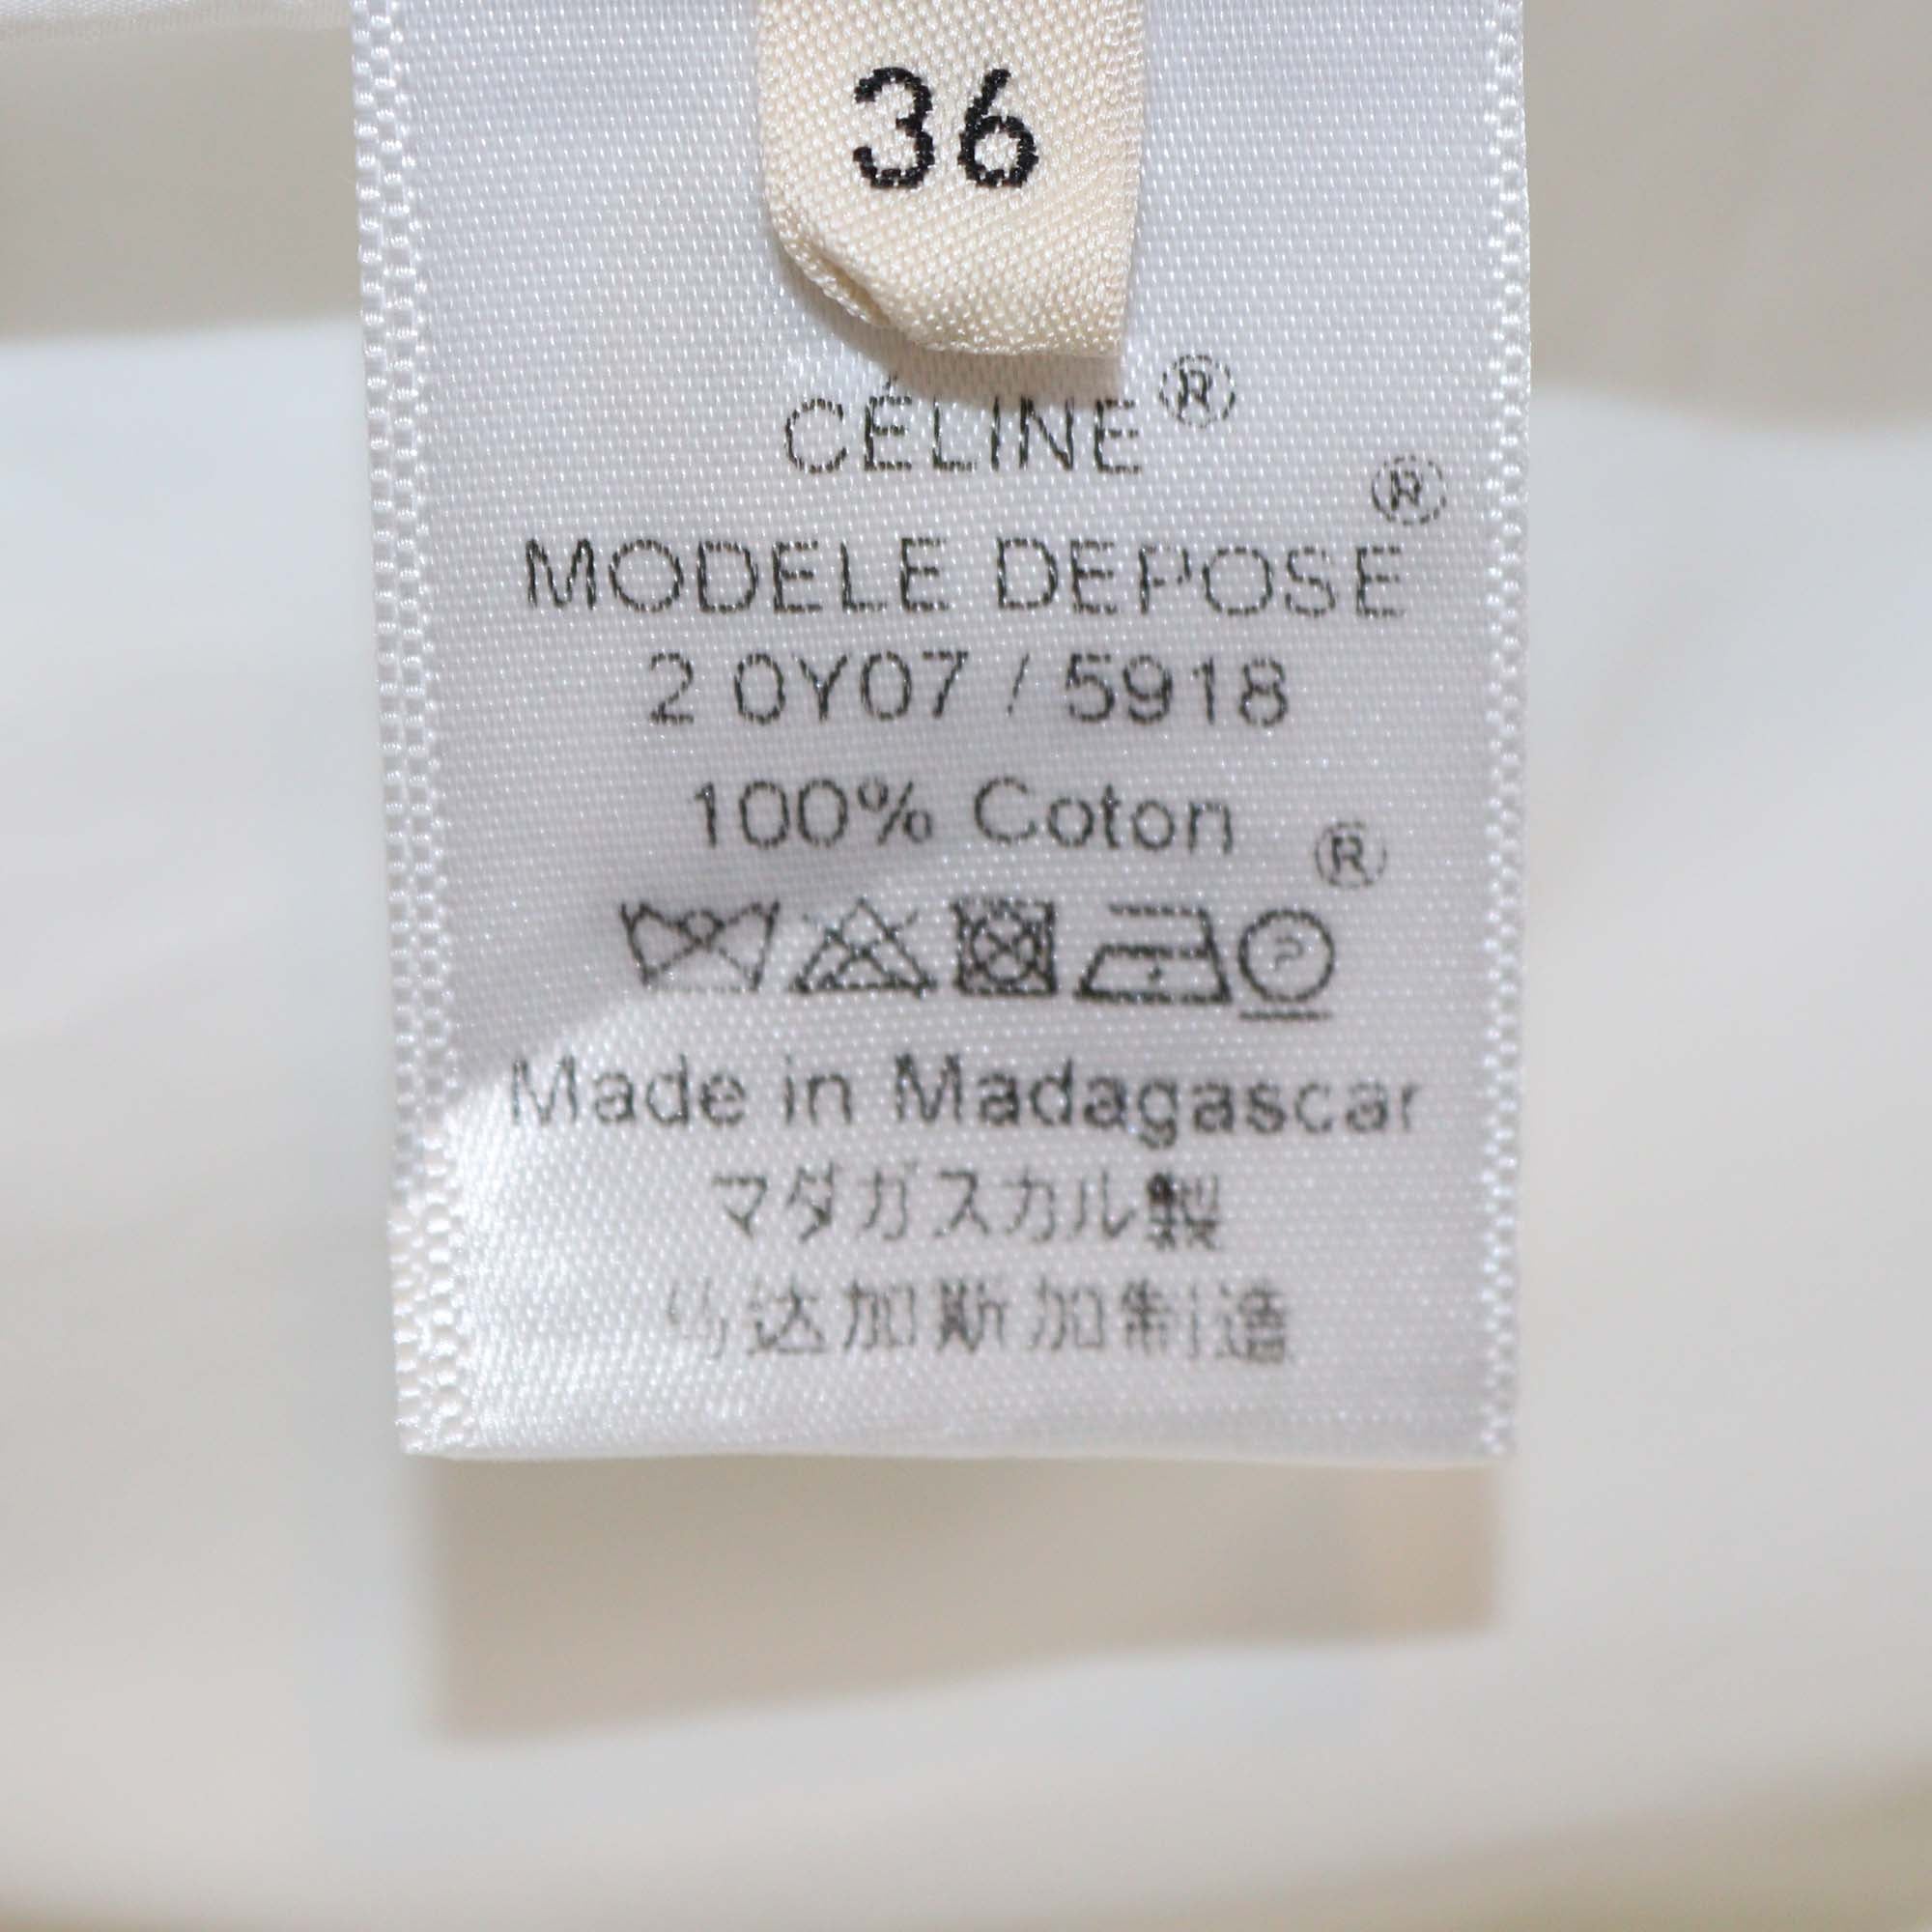 36
CÉLINE®
®
MODELE DEPOSE
2 0Y07 / 5918
100% Coton
®
P
Made in Madagascar
マダガスカル製
马达加斯加制造